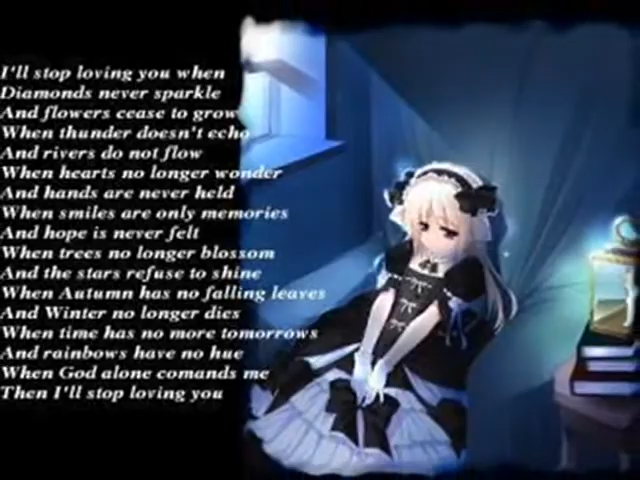 I'll stop loving you when
Diamonds never sparkle
And flowers cease to grow
When thunder doesn't echo
And rivers do not flow
When hearts no longer wonder
And hands are never held
When smiles are only memories
And hope is never felt
When trees no longer blossom
And the stars refuse to shine
When Autumn has no falling leaves
And Winter no longer dies
When time has no more tomorrows
And rainbows have no hue
When God alone comands me
Then I'll stop loving you